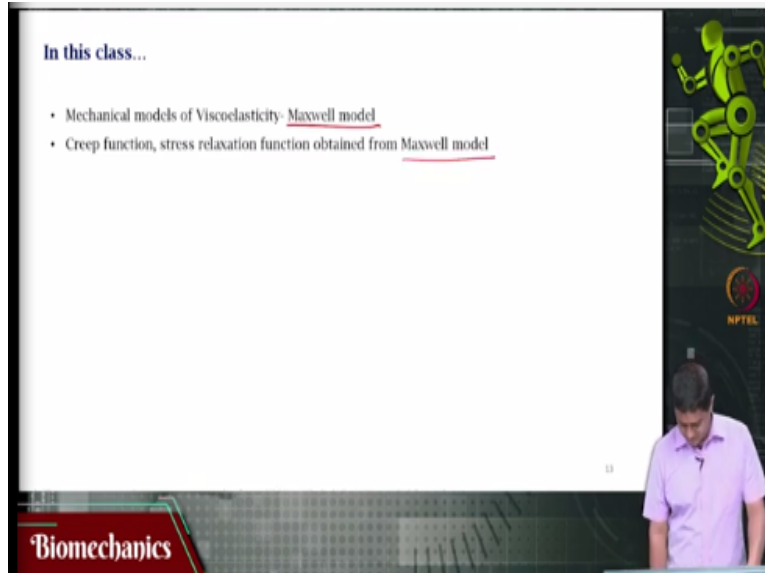 In this class...
• Mechanical models of Viscoelasticity- Maxwell model
• Creep function, stress relaxation function obtained from Maxwell model
NPTEL
13
Biomechanics